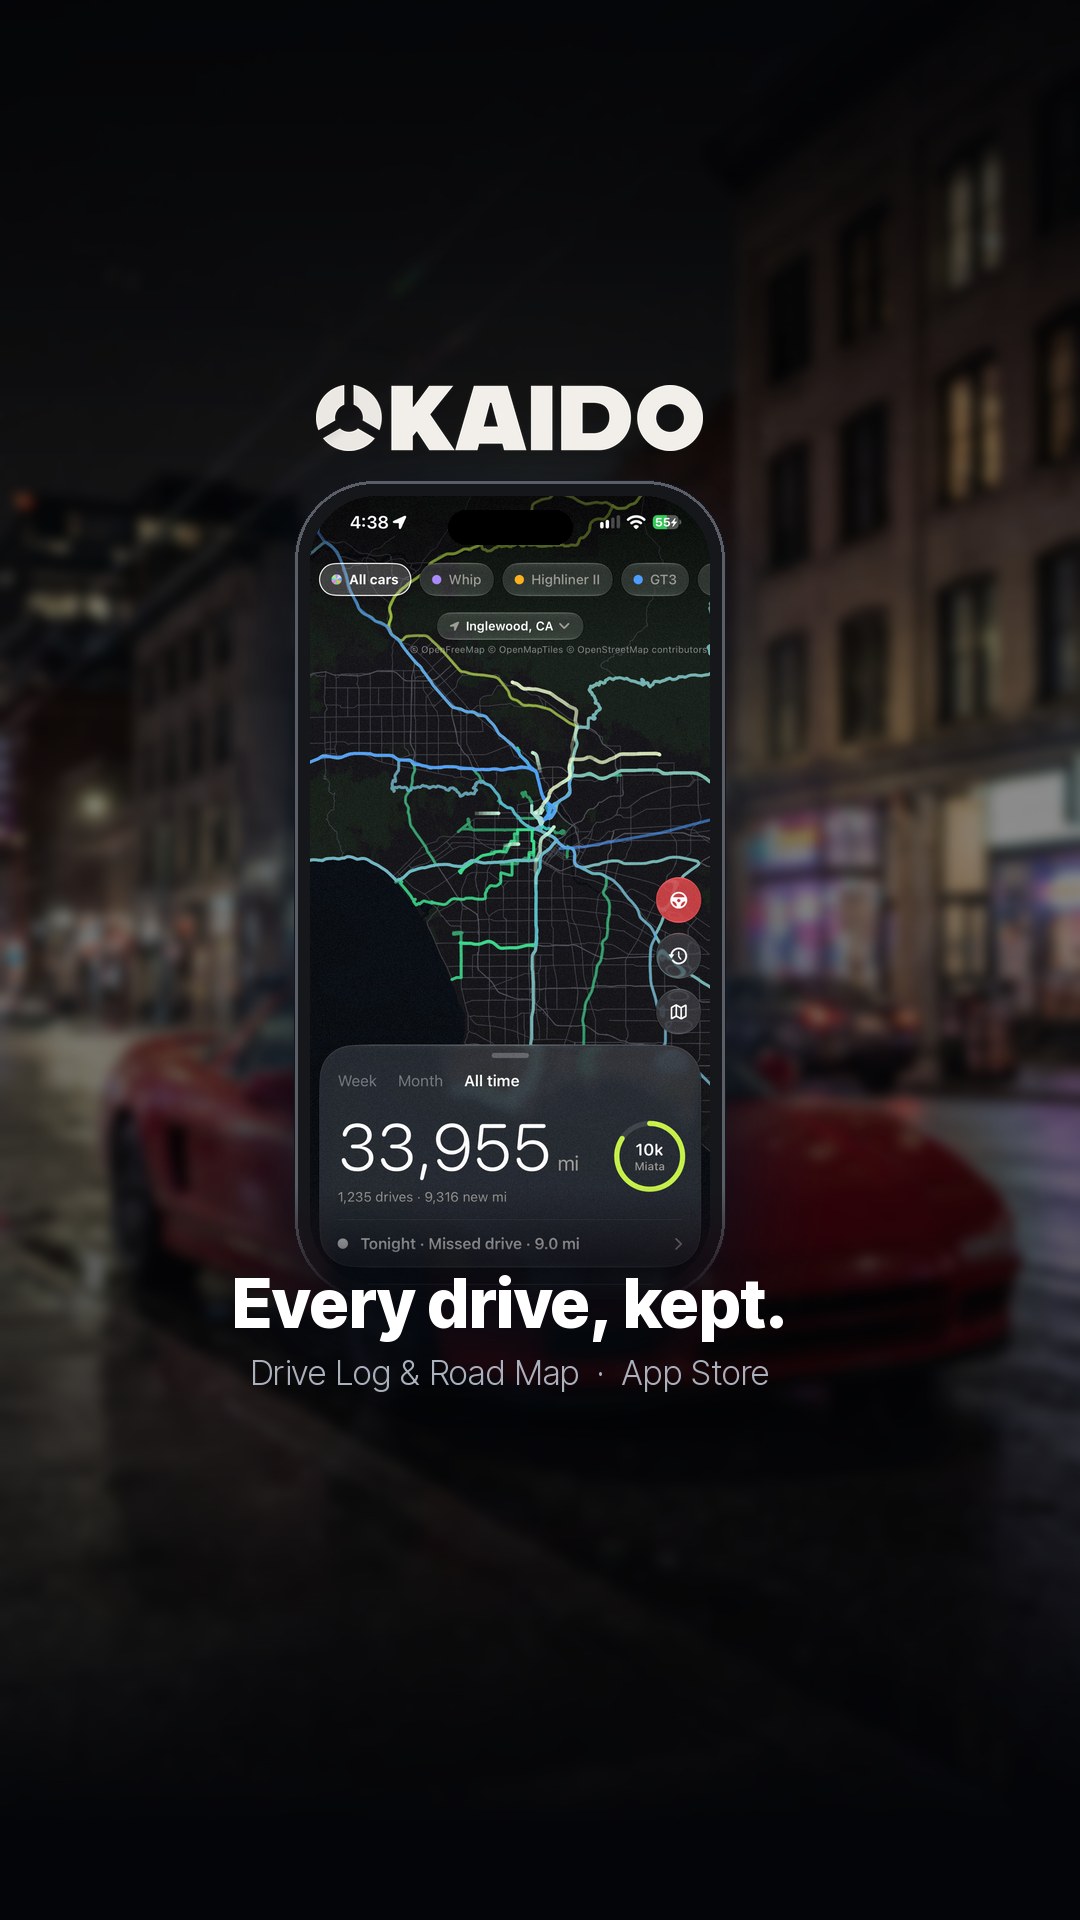 KAIDO
4:38
55
All cars
Whip
Highliner II
GT3
Inglewood, CA
© OpenFreeMap © OpenMapTiles © OpenStreetMap contributors
Week
Month
All time
33,955 mi
10k
Miata
1,235 drives · 9,316 new mi
Tonight · Missed drive · 9.0 mi
Every drive, kept.
Drive Log & Road Map · App Store